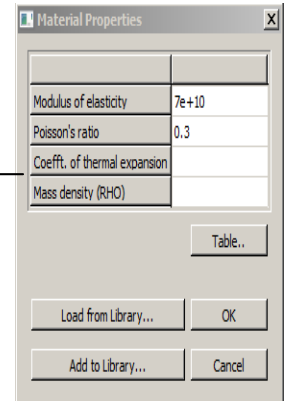 Material Properties X
Modulus of elasticity 7e+10
Poisson's ratio 0.3
Coefft. of thermal expansion
Mass density (RHO)
Table..
Load from Library... OK
Add to Library... Cancel